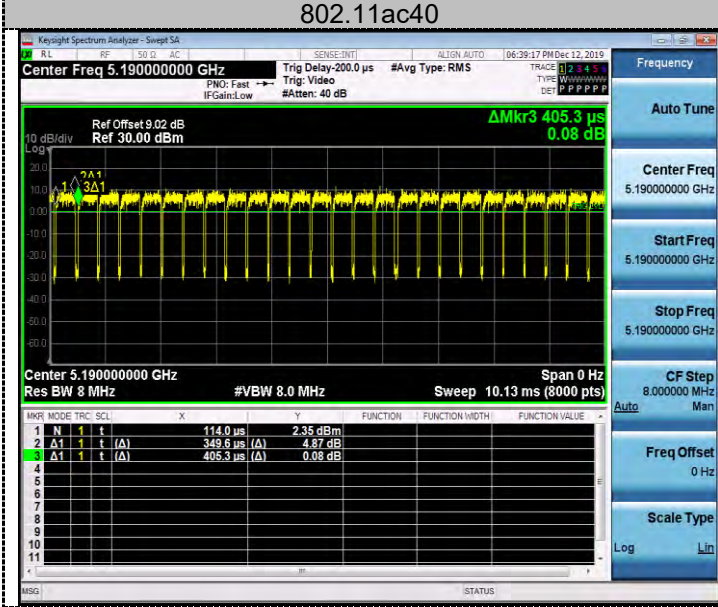 802.11ac40
Keysight Spectrum Analyzer - Swept SA
RL RF 50 Ω AC SENSE:INT ALIGN AUTO 06:39:17 PM Dec 12, 2019
Center Freq 5.190000000 GHz
PNO: Fast
IFGain:Low
Trig Delay-200.0 µs
Trig: Video
#Atten: 40 dB
#Avg Type: RMS
TRACE 1 2 3 4 5 6
TYPE W
DET P P P P P P
Ref Offset 9.02 dB
10 dB/div Ref 30.00 dBm
Log
ΔMkr3 405.3 µs
0.08 dB
20.0
10.0
0.00
-10.0
-20.0
-30.0
-40.0
-50.0
-60.0
2Δ1
1 3Δ1
Center 5.190000000 GHz Span 0 Hz
Res BW 8 MHz #VBW 8.0 MHz Sweep 10.13 ms (8000 pts)
MKR MODE TRC SCL X Y FUNCTION FUNCTION WIDTH FUNCTION VALUE
1 N 1 t 114.0 µs 2.35 dBm
2 Δ1 1 t (Δ) 349.6 µs (Δ) 4.87 dB
3 Δ1 1 t (Δ) 405.3 µs (Δ) 0.08 dB
4
5
6
7
8
9
10
11
MSG STATUS
Frequency
Auto Tune
Center Freq
5.190000000 GHz
Start Freq
5.190000000 GHz
Stop Freq
5.190000000 GHz
CF Step
8.000000 MHz
Auto Man
Freq Offset
0 Hz
Scale Type
Log Lin